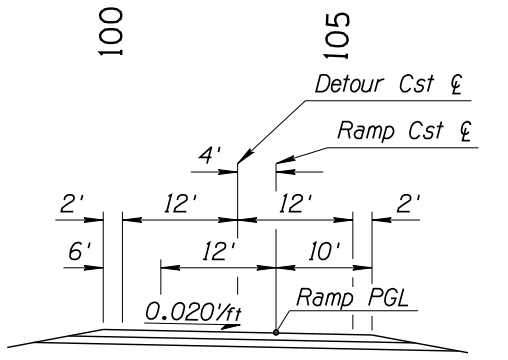 100
105
Detour Cst ℄
Ramp Cst ℄
4'
2' 12' 12' 2'
6' 12' 10'
0.020'/ft
Ramp PGL